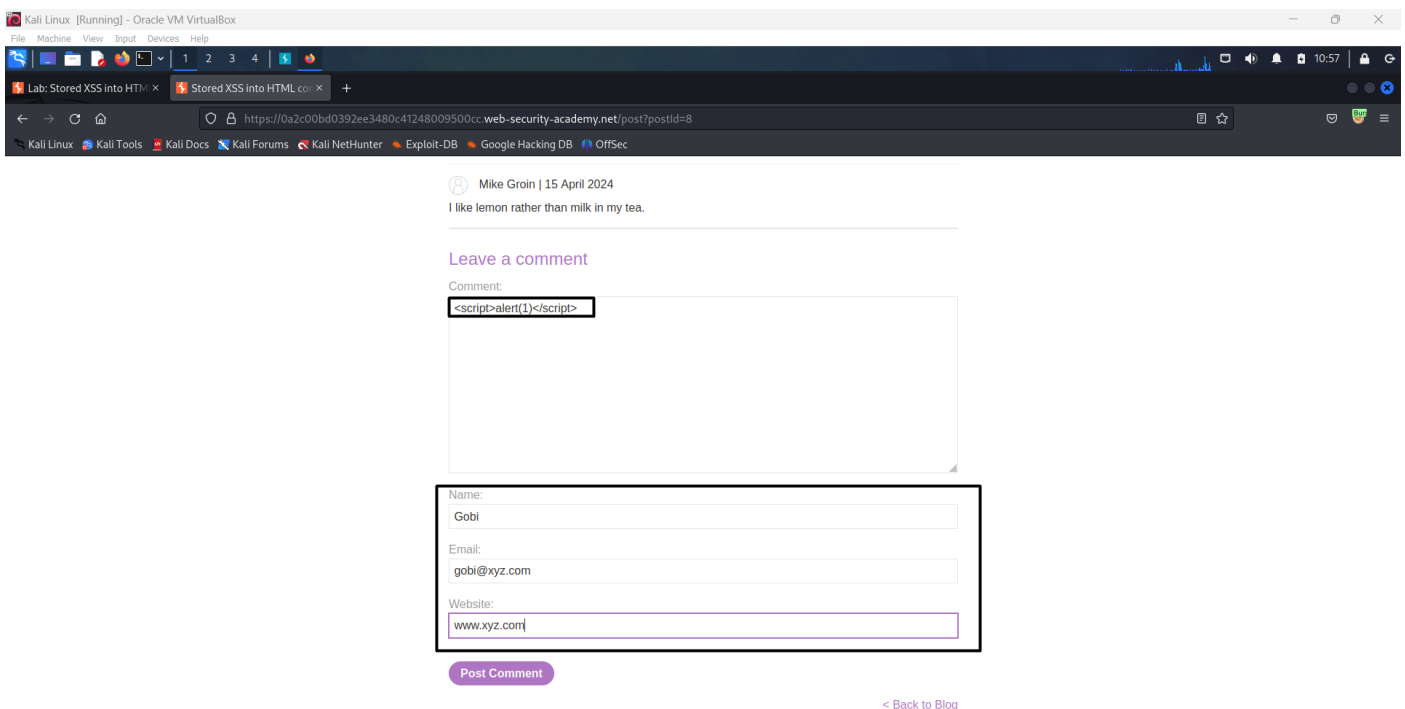 Kali Linux [Running] - Oracle VM VirtualBox
File Machine View Input Devices Help
1 2 3 4
10:57
Lab: Stored XSS into HTM
Stored XSS into HTML con
https://0a2c00bd0392ee3480c41248009500cc.web-security-academy.net/post?postId=8
Kali Linux Kali Tools Kali Docs Kali Forums Kali NetHunter Exploit-DB Google Hacking DB OffSec
Mike Groin | 15 April 2024
I like lemon rather than milk in my tea.
Leave a comment
Comment:
<script>alert(1)</script>
Name:
Gobi
Email:
gobi@xyz.com
Website:
www.xyz.com
Post Comment
< Back to Blog